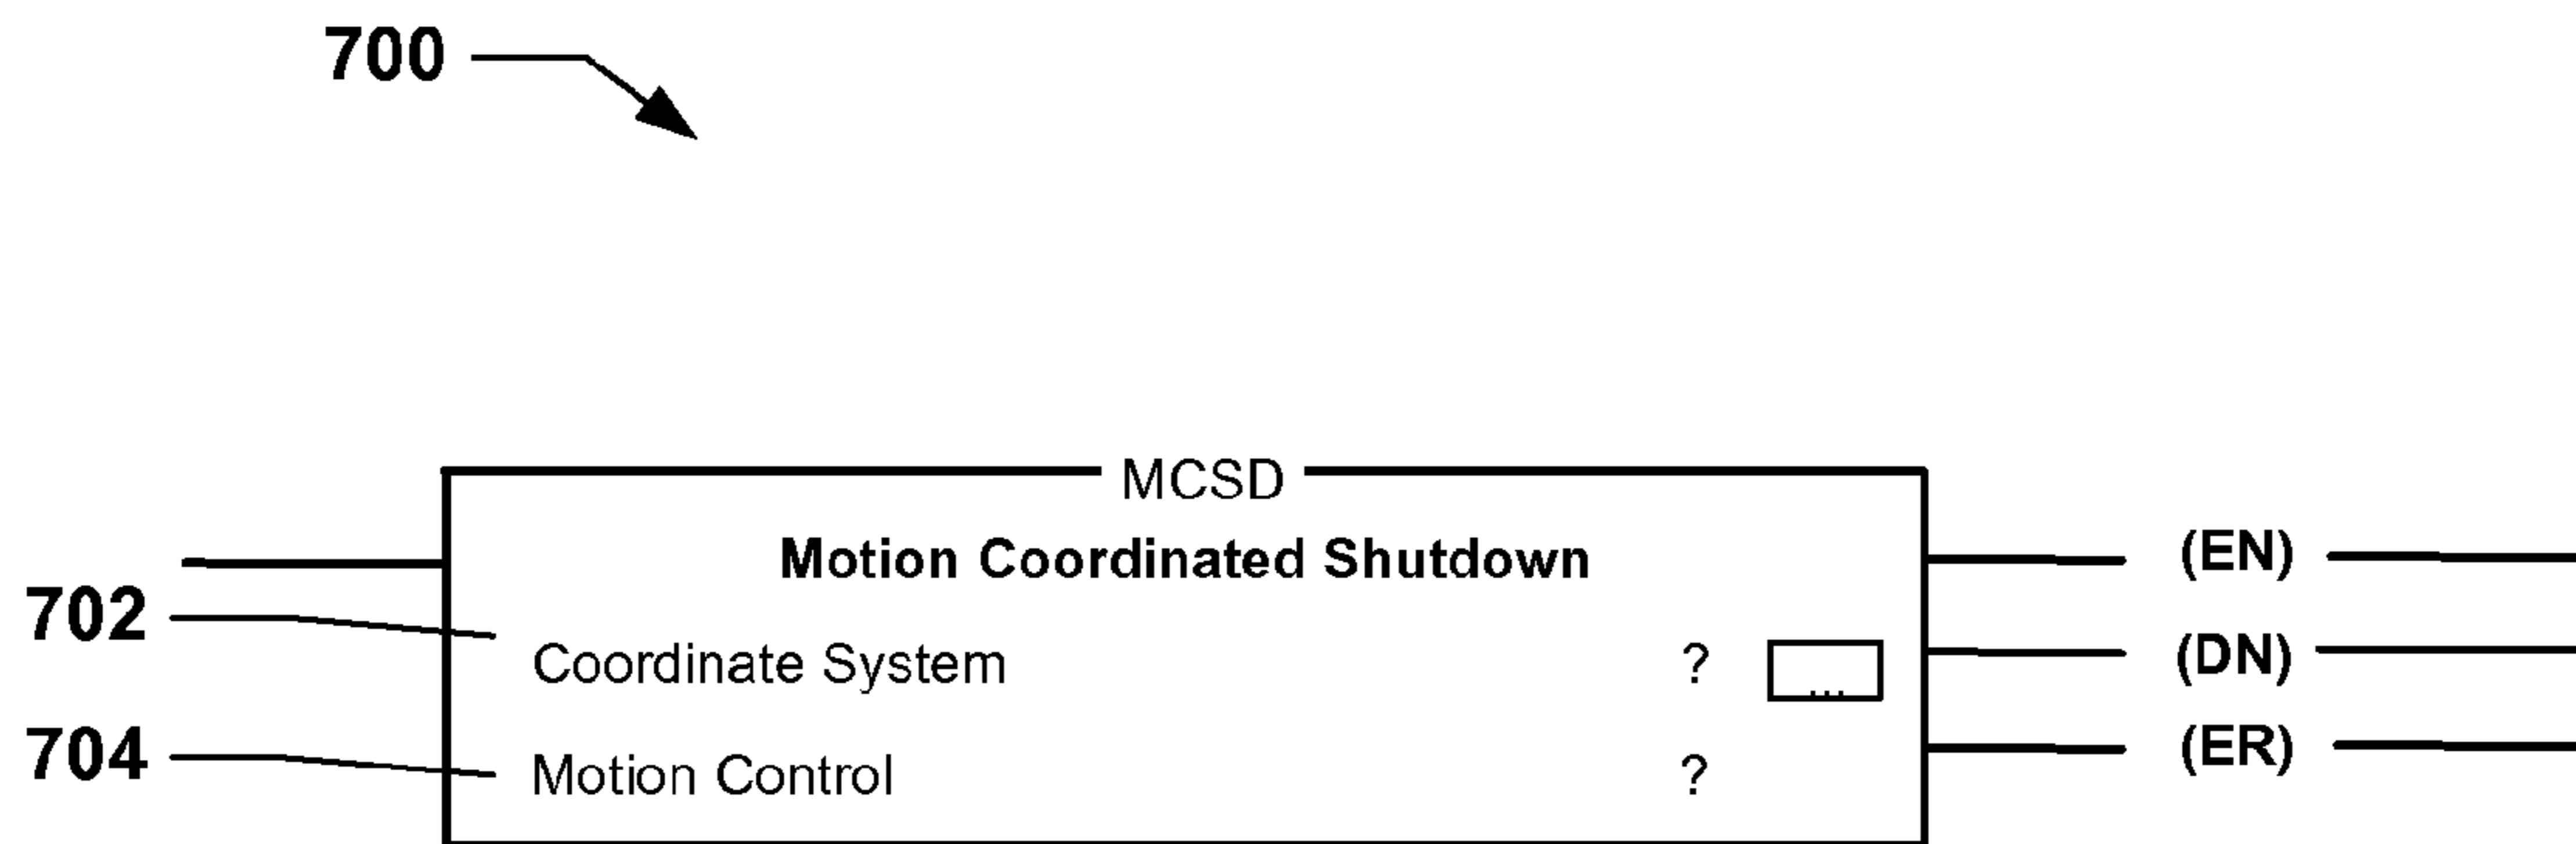 700
MCSD
Motion Coordinated Shutdown (EN)
702 Coordinate System ? ... (DN)
704 Motion Control ? (ER)